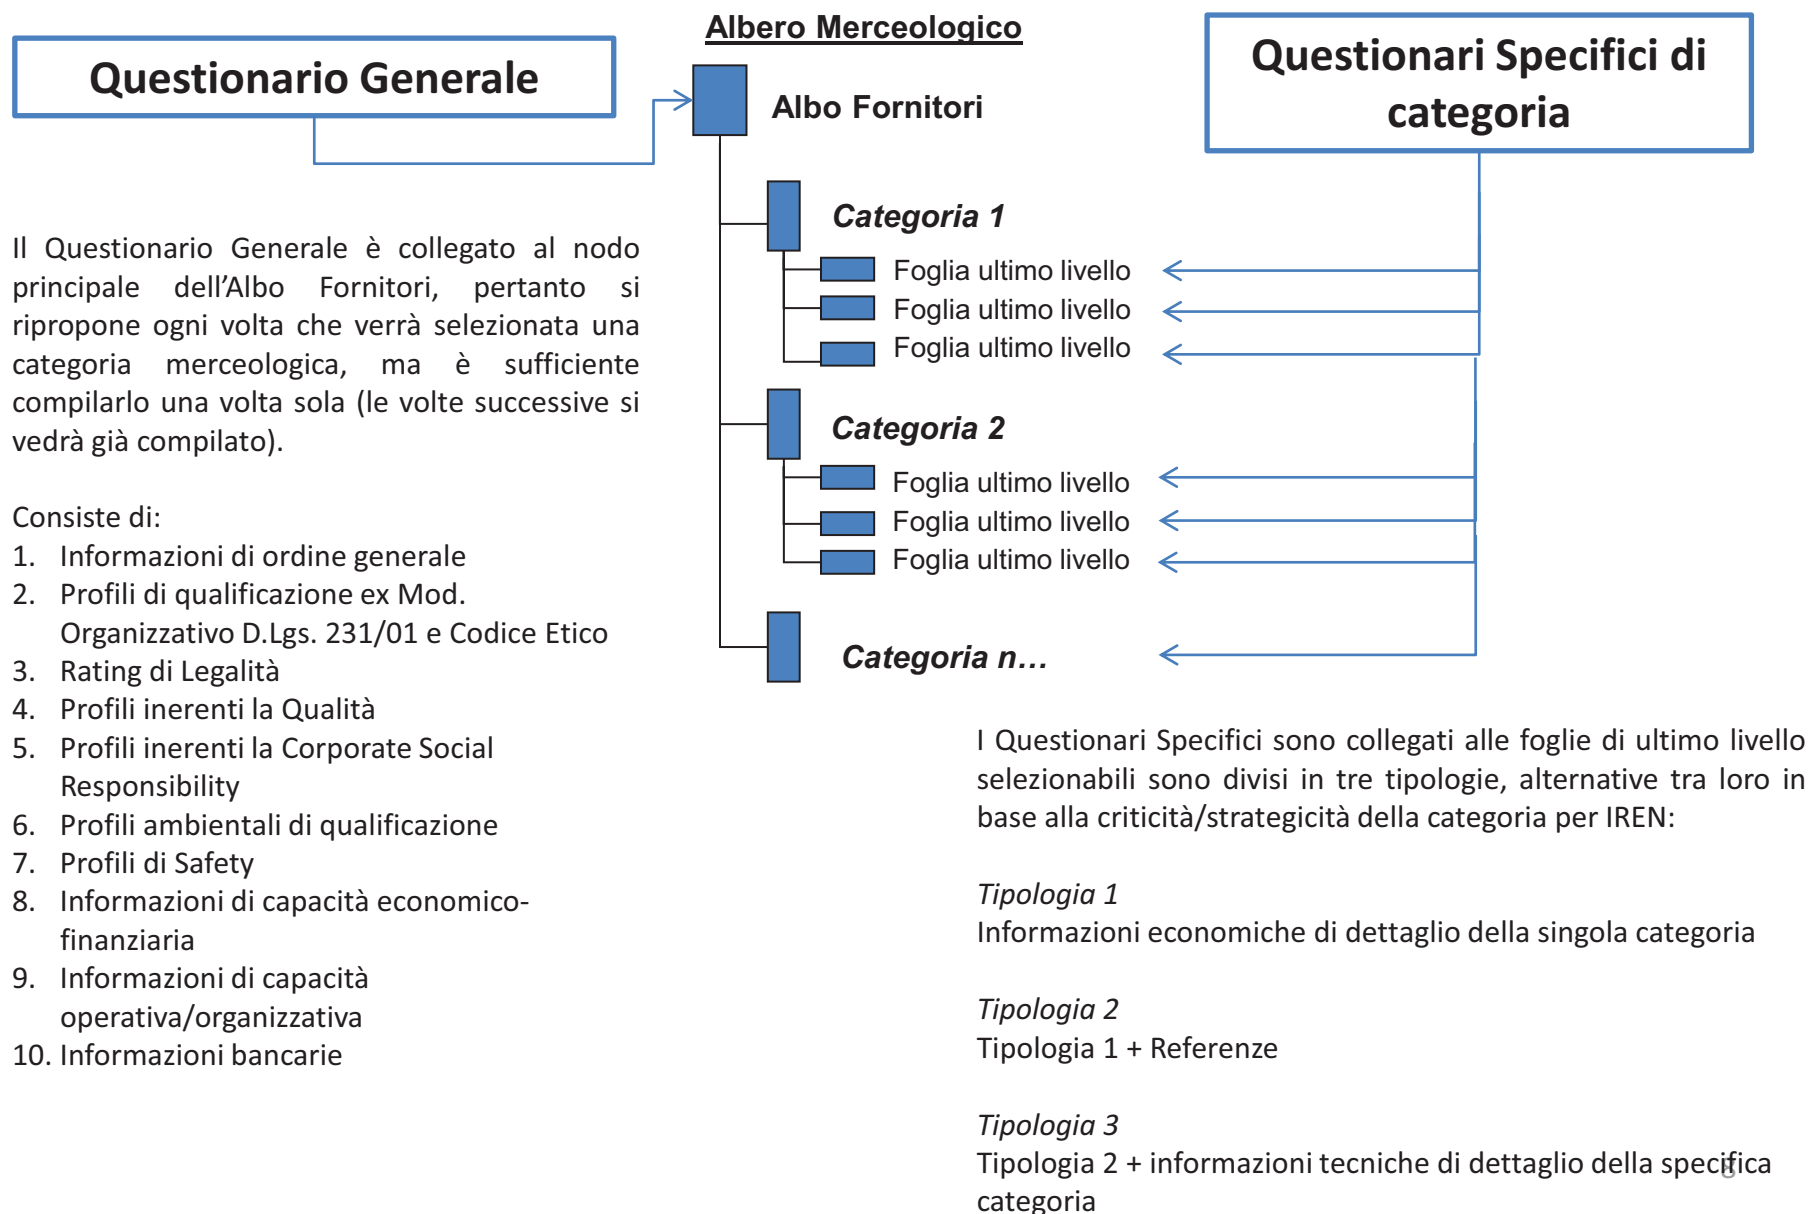 Albero Merceologico
Questionario Generale
Questionari Specifici di
categoria
Albo Fornitori
Categoria 1
Foglia ultimo livello
Foglia ultimo livello
Foglia ultimo livello
Categoria 2
Foglia ultimo livello
Foglia ultimo livello
Foglia ultimo livello
Categoria n…
Il Questionario Generale è collegato al nodo
principale dell’Albo Fornitori, pertanto si
ripropone ogni volta che verrà selezionata una
categoria merceologica, ma è sufficiente
compilarlo una volta sola (le volte successive si
vedrà già compilato).
Consiste di:
1. Informazioni di ordine generale
2. Profili di qualificazione ex Mod.
Organizzativo D.Lgs. 231/01 e Codice Etico
3. Rating di Legalità
4. Profili inerenti la Qualità
5. Profili inerenti la Corporate Social
Responsibility
6. Profili ambientali di qualificazione
7. Profili di Safety
8. Informazioni di capacità economico-
finanziaria
9. Informazioni di capacità
operativa/organizzativa
10. Informazioni bancarie
I Questionari Specifici sono collegati alle foglie di ultimo livello
selezionabili sono divisi in tre tipologie, alternative tra loro in
base alla criticità/strategicità della categoria per IREN:
Tipologia 1
Informazioni economiche di dettaglio della singola categoria
Tipologia 2
Tipologia 1 + Referenze
Tipologia 3
Tipologia 2 + informazioni tecniche di dettaglio della specifica
categoria
8